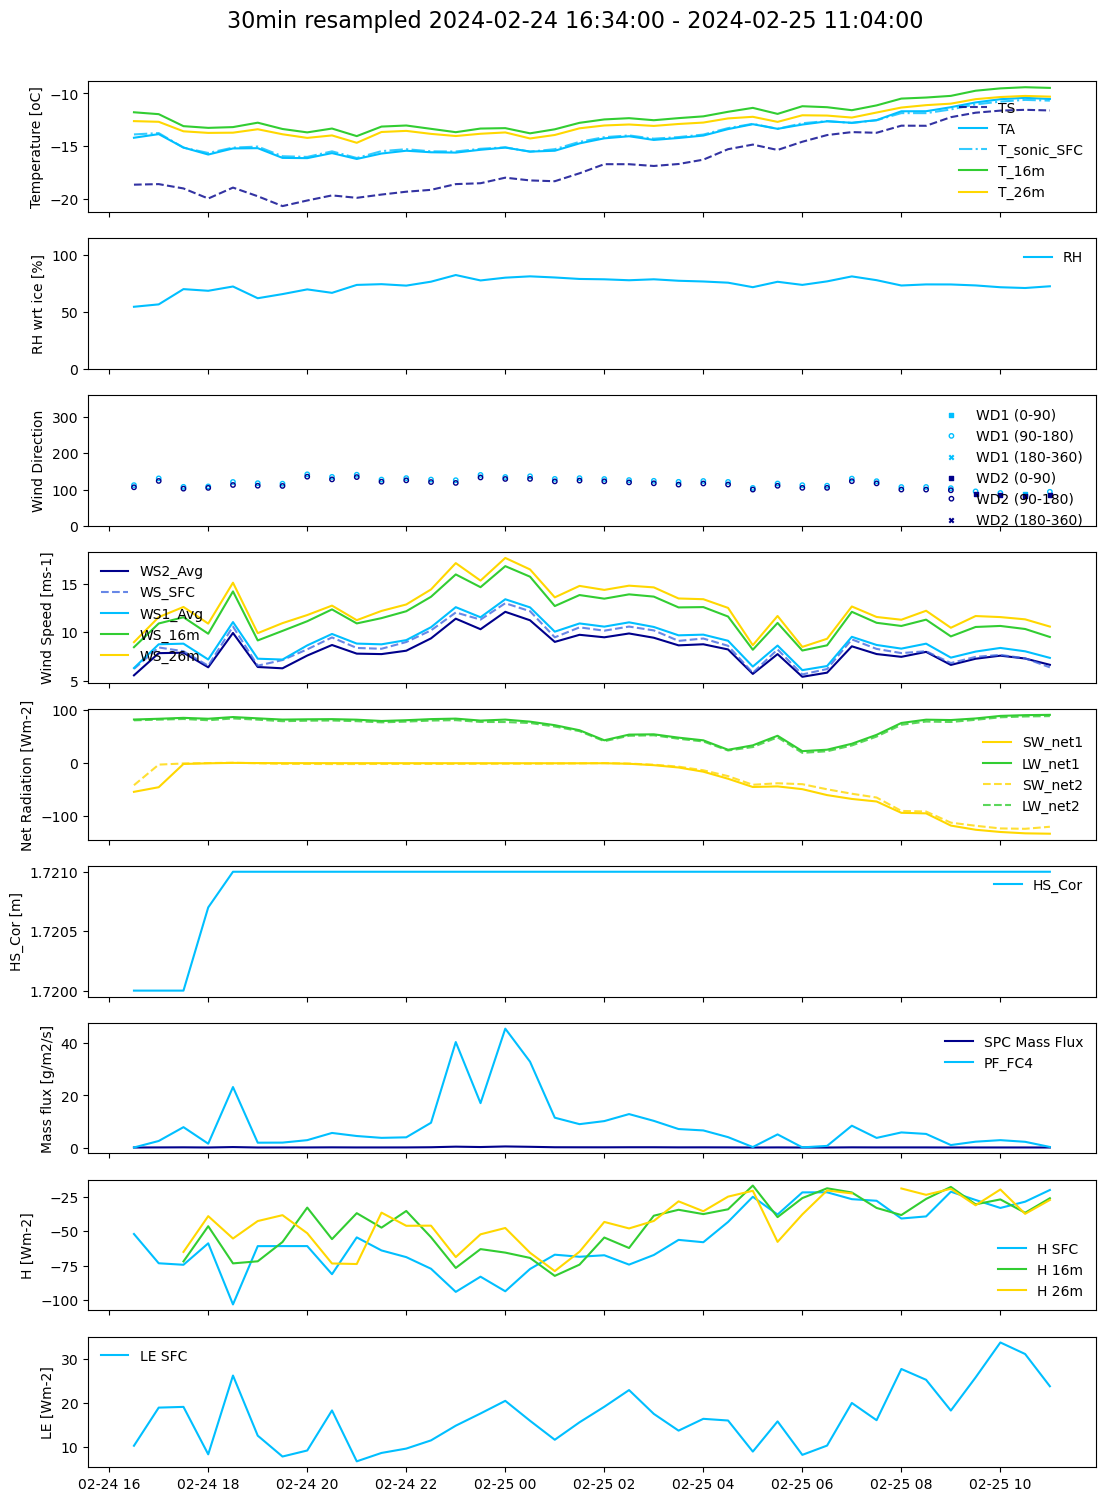 30min resampled 2024-02-24 16:34:00 - 2024-02-25 11:04:00
Temperature [oC]
−10
−15
−20
TS
TA
T_sonic_SFC
T_16m
T_26m
RH wrt ice [%]
100
50
0
RH
Wind Direction
300
200
100
0
WD1 (0-90)
WD1 (90-180)
WD1 (180-360)
WD2 (0-90)
WD2 (90-180)
WD2 (180-360)
Wind Speed [ms-1]
15
10
5
WS2_Avg
WS_SFC
WS1_Avg
WS_16m
WS_26m
Net Radiation [Wm-2]
100
0
−100
SW_net1
LW_net1
SW_net2
LW_net2
HS_Cor [m]
1.7210
1.7205
1.7200
HS_Cor
Mass flux [g/m2/s]
40
20
0
SPC Mass Flux
PF_FC4
H [Wm-2]
−25
−50
−75
−100
H SFC
H 16m
H 26m
LE [Wm-2]
30
20
10
LE SFC
02-24 16
02-24 18
02-24 20
02-24 22
02-25 00
02-25 02
02-25 04
02-25 06
02-25 08
02-25 10